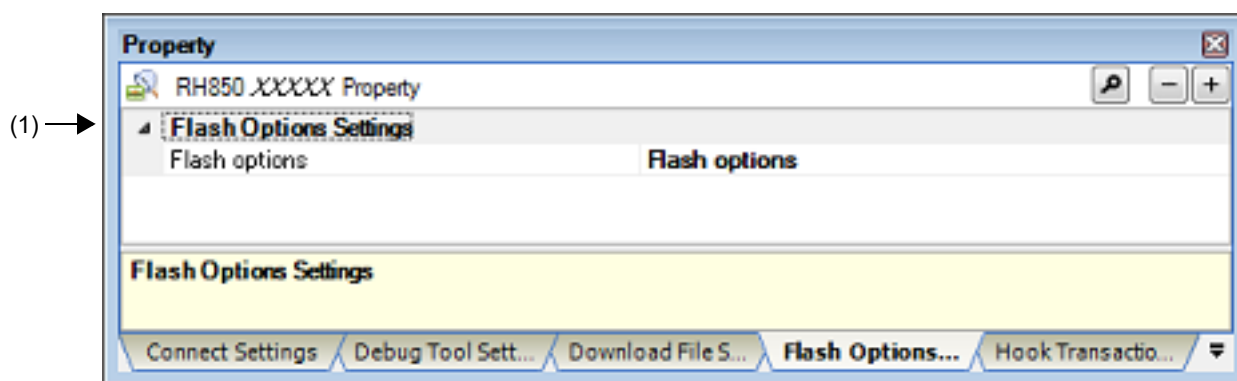 Property
RH850 XXXXX Property
(1)
Flash Options Settings
Flash options Flash options
Flash Options Settings
Connect Settings Debug Tool Sett... Download File S... Flash Options... Hook Transactio...